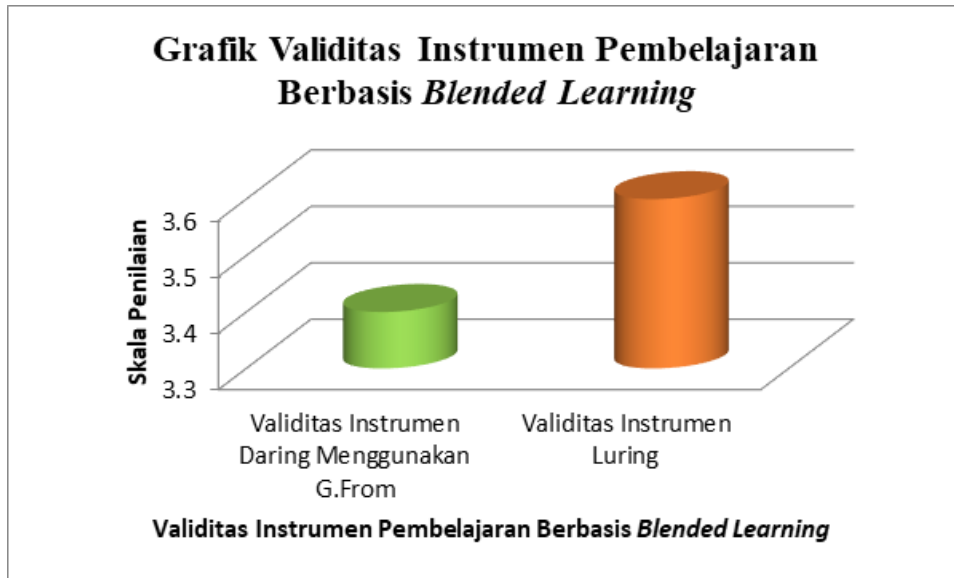 Grafik Validitas Instrumen Pembelajaran
Berbasis Blended Learning
Skala Penilaian
3.6
3.5
3.4
3.3
Validitas Instrumen
Daring Menggunakan
G.From
Validitas Instrumen
Luring
Validitas Instrumen Pembelajaran Berbasis Blended Learning